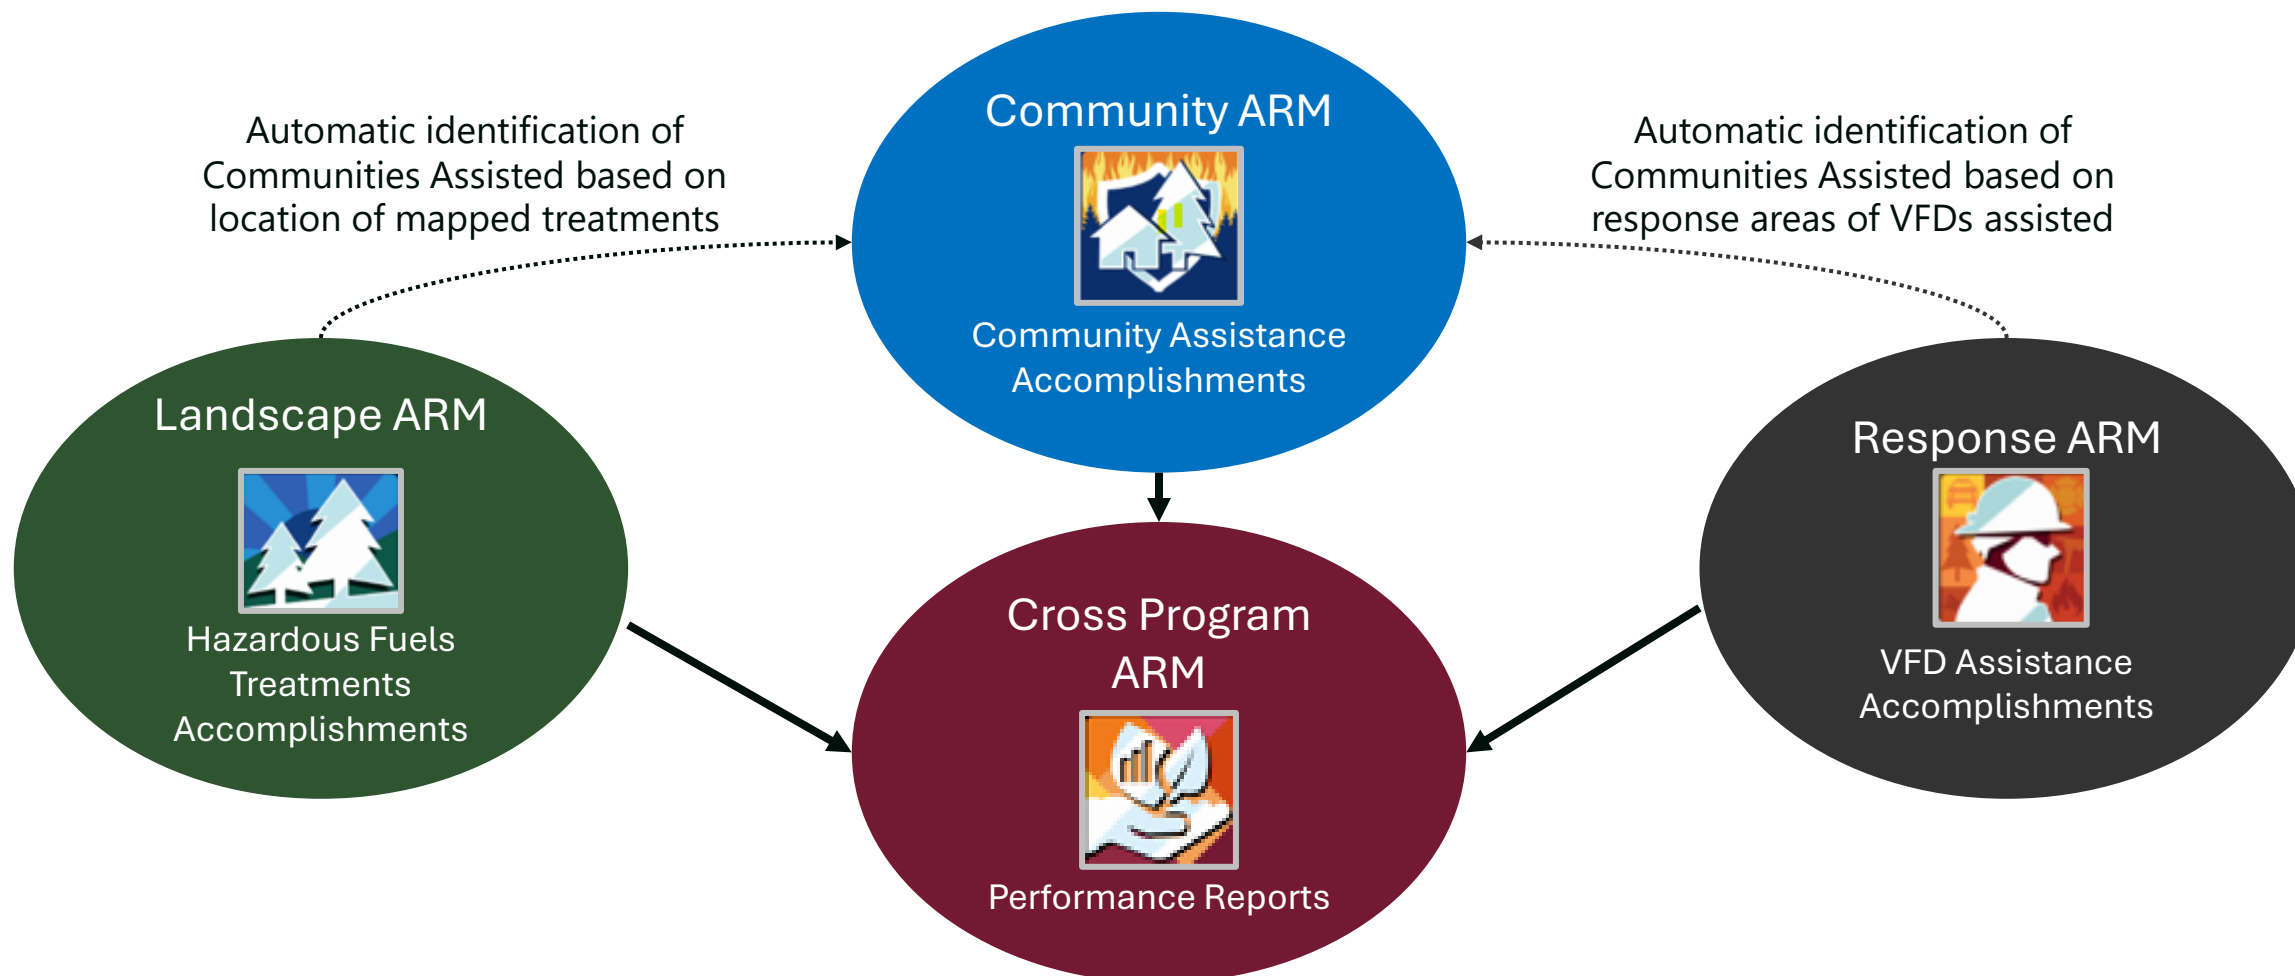 Automatic identification of
Communities Assisted based on
location of mapped treatments
Community ARM
Community Assistance
Accomplishments
Automatic identification of
Communities Assisted based on
response areas of VFDs assisted
Landscape ARM
Hazardous Fuels
Treatments
Accomplishments
Cross Program
ARM
Performance Reports
Response ARM
VFD Assistance
Accomplishments